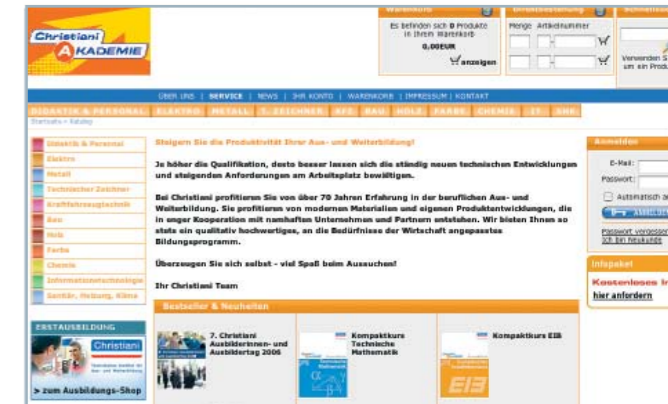 Christiani
AKADEMIE
Es befinden sich 0 Produkte
in Ihrem Warenkorb
0,00EUR
anzeigen
Menge Artikelnummer
Verwenden
um ein
ÜBER UNS | SERVICE | NEWS | IHR KONTO | WARENKORB | IMPRESSUM | KONTAKT
DIDAKTIK & PERSONAL ELEKTRO METALL T. ZEICHNER KFZ BAU HOLZ FARBE CHEMIE IT SHK
Startseite > Katalog
Didaktik & Personal
Elektro
Metall
Technischer Zeichner
Kraftfahrzeugtechnik
Bau
Holz
Farbe
Chemie
Informationstechnologie
Sanitär, Heizung, Klima
ERSTAUSBILDUNG
Christiani
> zum Ausbildungs-Shop
Steigern Sie die Produktivität Ihrer Aus- und Weiterbildung!
Je höher die Qualifikation, desto besser lassen sich die ständig neuen technischen Entwicklungen
und steigenden Anforderungen am Arbeitsplatz bewältigen.
Bei Christiani profitieren Sie von über 70 Jahren Erfahrung in der beruflichen Aus- und
Weiterbildung. Sie profitieren von modernen Materialien und eigenen Produktentwicklungen, die
in enger Kooperation mit namhaften Unternehmen und Partnern entstehen. Wir bieten Ihnen so
stets ein qualitativ hochwertiges, an die Bedürfnisse der Wirtschaft angepasstes
Bildungsprogramm.
Überzeugen Sie sich selbst - viel Spaß beim Aussuchen!
Ihr Christiani Team
Bestseller & Neuheiten
7. Christiani
Ausbilderinnen- und
Ausbildertag 2006
Kompaktkurs
Technische
Mathematik
Kompaktkurs EIB
EIB
Anmelden
E-Mail:
Passwort:
Automatisch
Passwort vergessen
Ich bin Neukunde
Infopaket
Kostenloses
hier anfordern